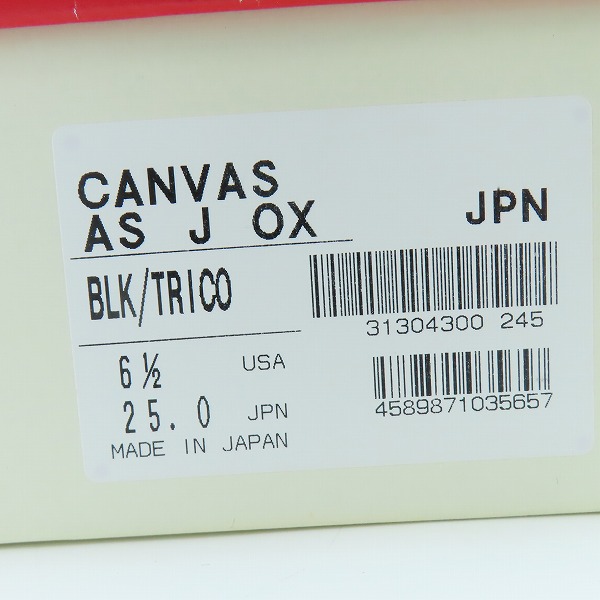 CANVAS
AS J OX
JPN
BLK/TRICO
31304300 245
6½ USA
25.0 JPN
4589871035657
MADE IN JAPAN